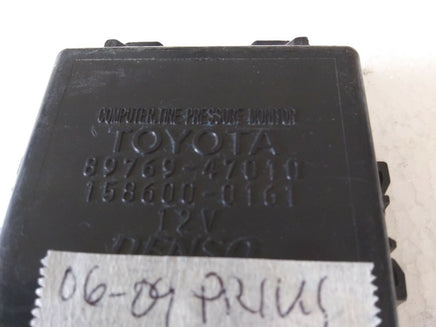 COMPUTER,TIRE-PRESSURE MONITOR
TOYOTA
89769-47010
158600-0161
12V
DENSO
06-09 PRIUS